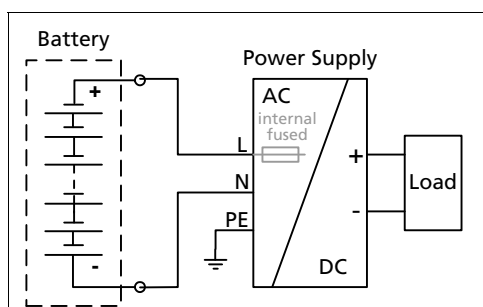 Battery
Power Supply
+
AC
internal
fused
L
N
PE
+
-
Load
-
DC